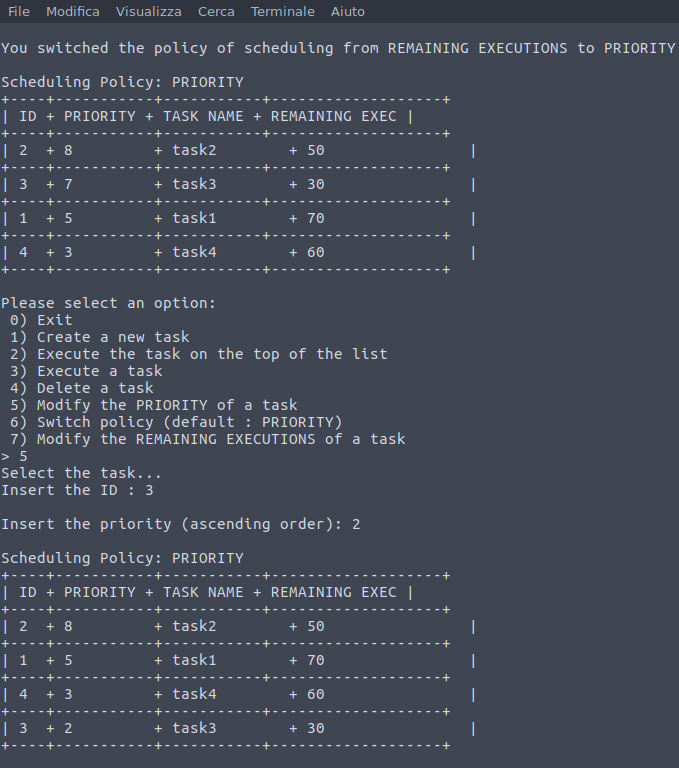 File Modifica Visualizza Cerca Terminale Aiuto
You switched the policy of scheduling from REMAINING EXECUTIONS to PRIORITY
Scheduling Policy: PRIORITY
+----+-----------+-----------+-------------------+
| ID + PRIORITY + TASK NAME + REMAINING EXEC |
+----+-----------+-----------+-------------------+
| 2  + 8         + task2        + 50                |
+----+-----------+-----------+-------------------+
| 3  + 7         + task3        + 30                |
+----+-----------+-----------+-------------------+
| 1  + 5         + task1        + 70                |
+----+-----------+-----------+-------------------+
| 4  + 3         + task4        + 60                |
+----+-----------+-----------+-------------------+
Please select an option:
 0) Exit
 1) Create a new task
 2) Execute the task on the top of the list
 3) Execute a task
 4) Delete a task
 5) Modify the PRIORITY of a task
 6) Switch policy (default : PRIORITY)
 7) Modify the REMAINING EXECUTIONS of a task
> 5
Select the task...
Insert the ID : 3
Insert the priority (ascending order): 2
Scheduling Policy: PRIORITY
+----+-----------+-----------+-------------------+
| ID + PRIORITY + TASK NAME + REMAINING EXEC |
+----+-----------+-----------+-------------------+
| 2  + 8         + task2        + 50                |
+----+-----------+-----------+-------------------+
| 1  + 5         + task1        + 70                |
+----+-----------+-----------+-------------------+
| 4  + 3         + task4        + 60                |
+----+-----------+-----------+-------------------+
| 3  + 2         + task3        + 30                |
+----+-----------+-----------+-------------------+